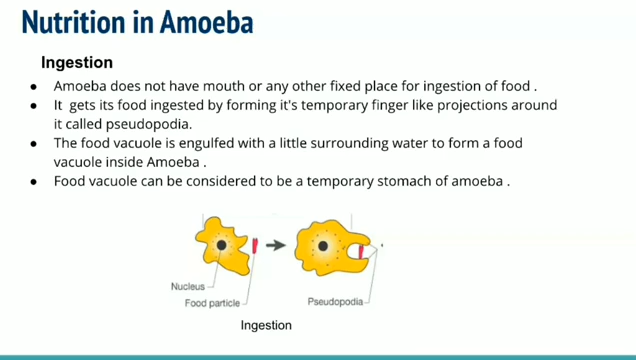 Nutrition in Amoeba
Ingestion
● Amoeba does not have mouth or any other fixed place for ingestion of food .
● It gets its food ingested by forming it's temporary finger like projections around
it called pseudopodia.
● The food vacuole is engulfed with a little surrounding water to form a food
vacuole inside Amoeba .
● Food vacuole can be considered to be a temporary stomach of amoeba .
Nucleus
Food particle
Pseudopodia
Ingestion